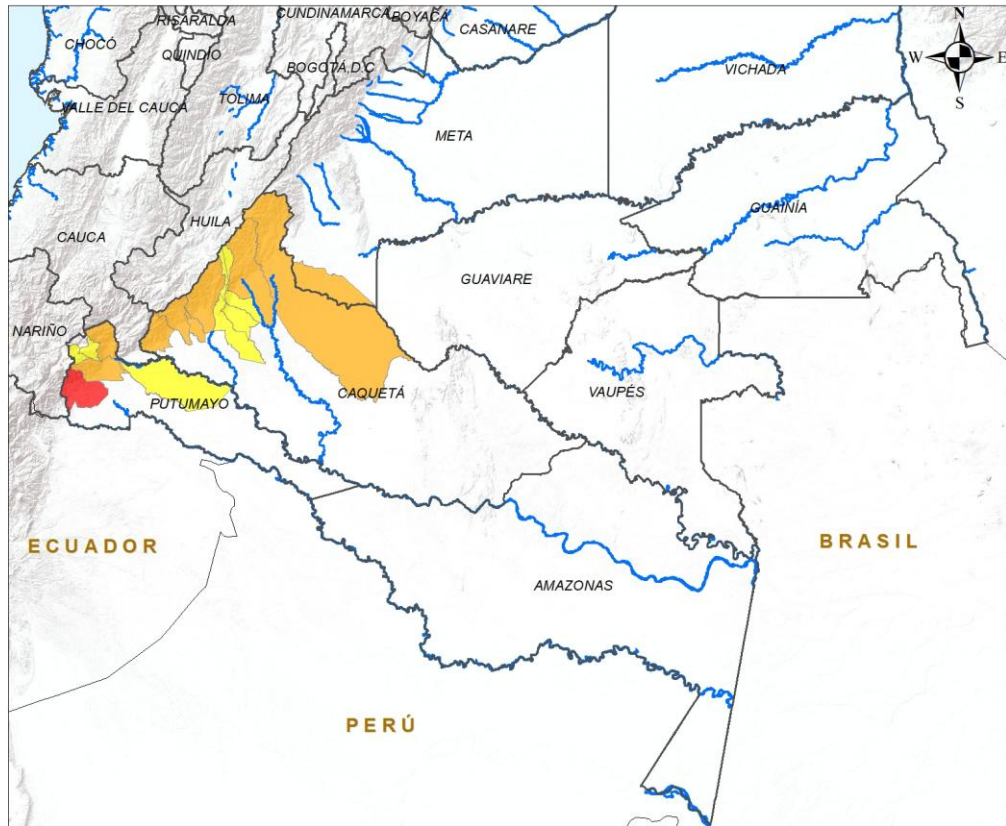 CUNDINAMARCA
BOYACÁ
RISARALDA
CASANARE
N
CHOCÓ
QUINDÍO
BOGOTÁ D.C
W
E
VICHADA
TOLIMA
VALLE DEL CAUCA
S
META
GUAINÍA
HUILA
CAUCA
GUAVIARE
NARIÑO
CAQUETÁ
VAUPÉS
PUTUMAYO
ECUADOR
BRASIL
AMAZONAS
PERÚ